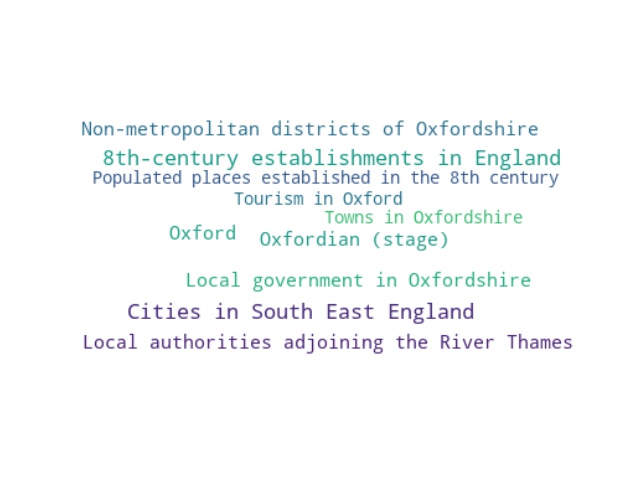 Non-metropolitan districts of Oxfordshire
8th-century establishments in England
Populated places established in the 8th century
Tourism in Oxford
Towns in Oxfordshire
Oxford
Oxfordian (stage)
Local government in Oxfordshire
Cities in South East England
Local authorities adjoining the River Thames